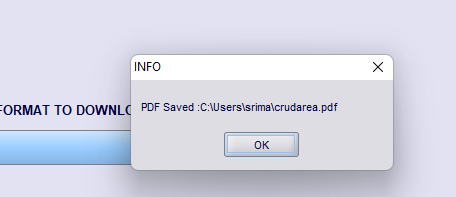 INFO
FORMAT TO DOWNLO
PDF Saved :C:\Users\srima\crudarea.pdf
OK